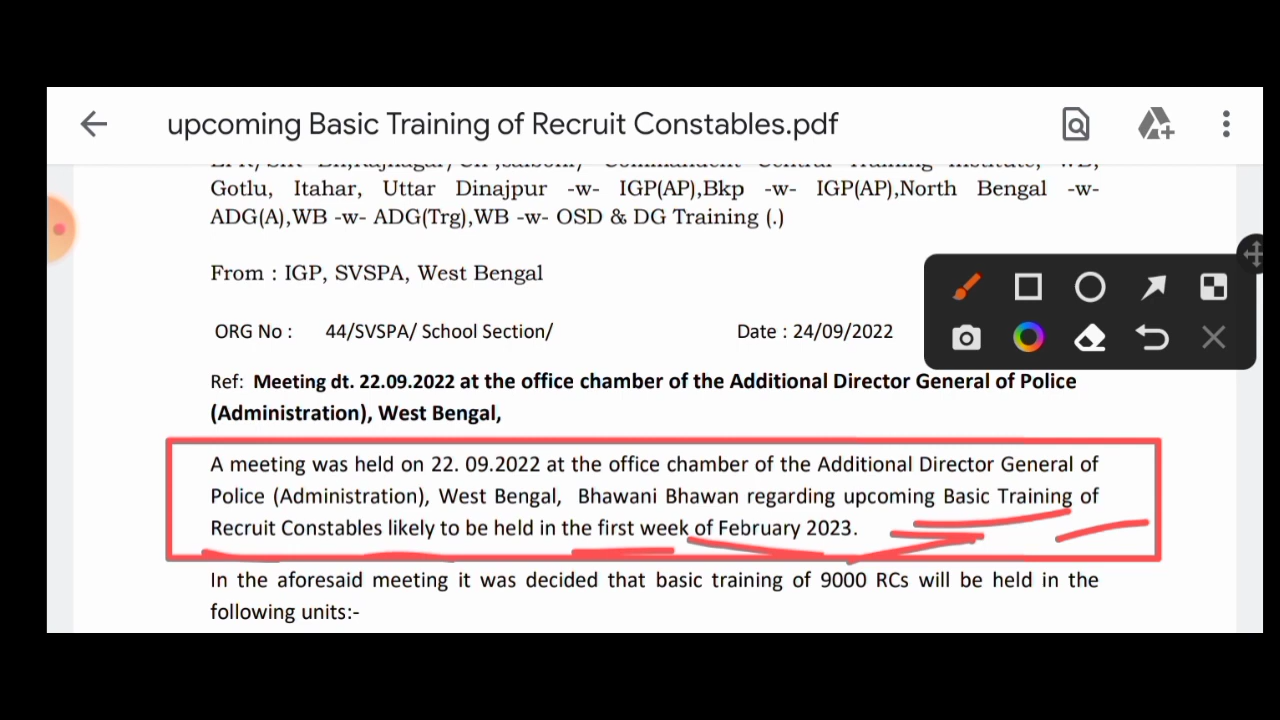 upcoming Basic Training of Recruit Constables.pdf
Central Training Institute, WB,
Gotlu, Itahar, Uttar Dinajpur -w- IGP(AP),Bkp -w- IGP(AP),North Bengal -w-
ADG(A),WB -w- ADG(Trg),WB -w- OSD & DG Training (.)
From : IGP, SVSPA, West Bengal
ORG No : 44/SVSPA/ School Section/ Date : 24/09/2022
Ref: Meeting dt. 22.09.2022 at the office chamber of the Additional Director General of Police
(Administration), West Bengal,
A meeting was held on 22. 09.2022 at the office chamber of the Additional Director General of
Police (Administration), West Bengal, Bhawani Bhawan regarding upcoming Basic Training of
Recruit Constables likely to be held in the first week of February 2023.
In the aforesaid meeting it was decided that basic training of 9000 RCs will be held in the
following units:-